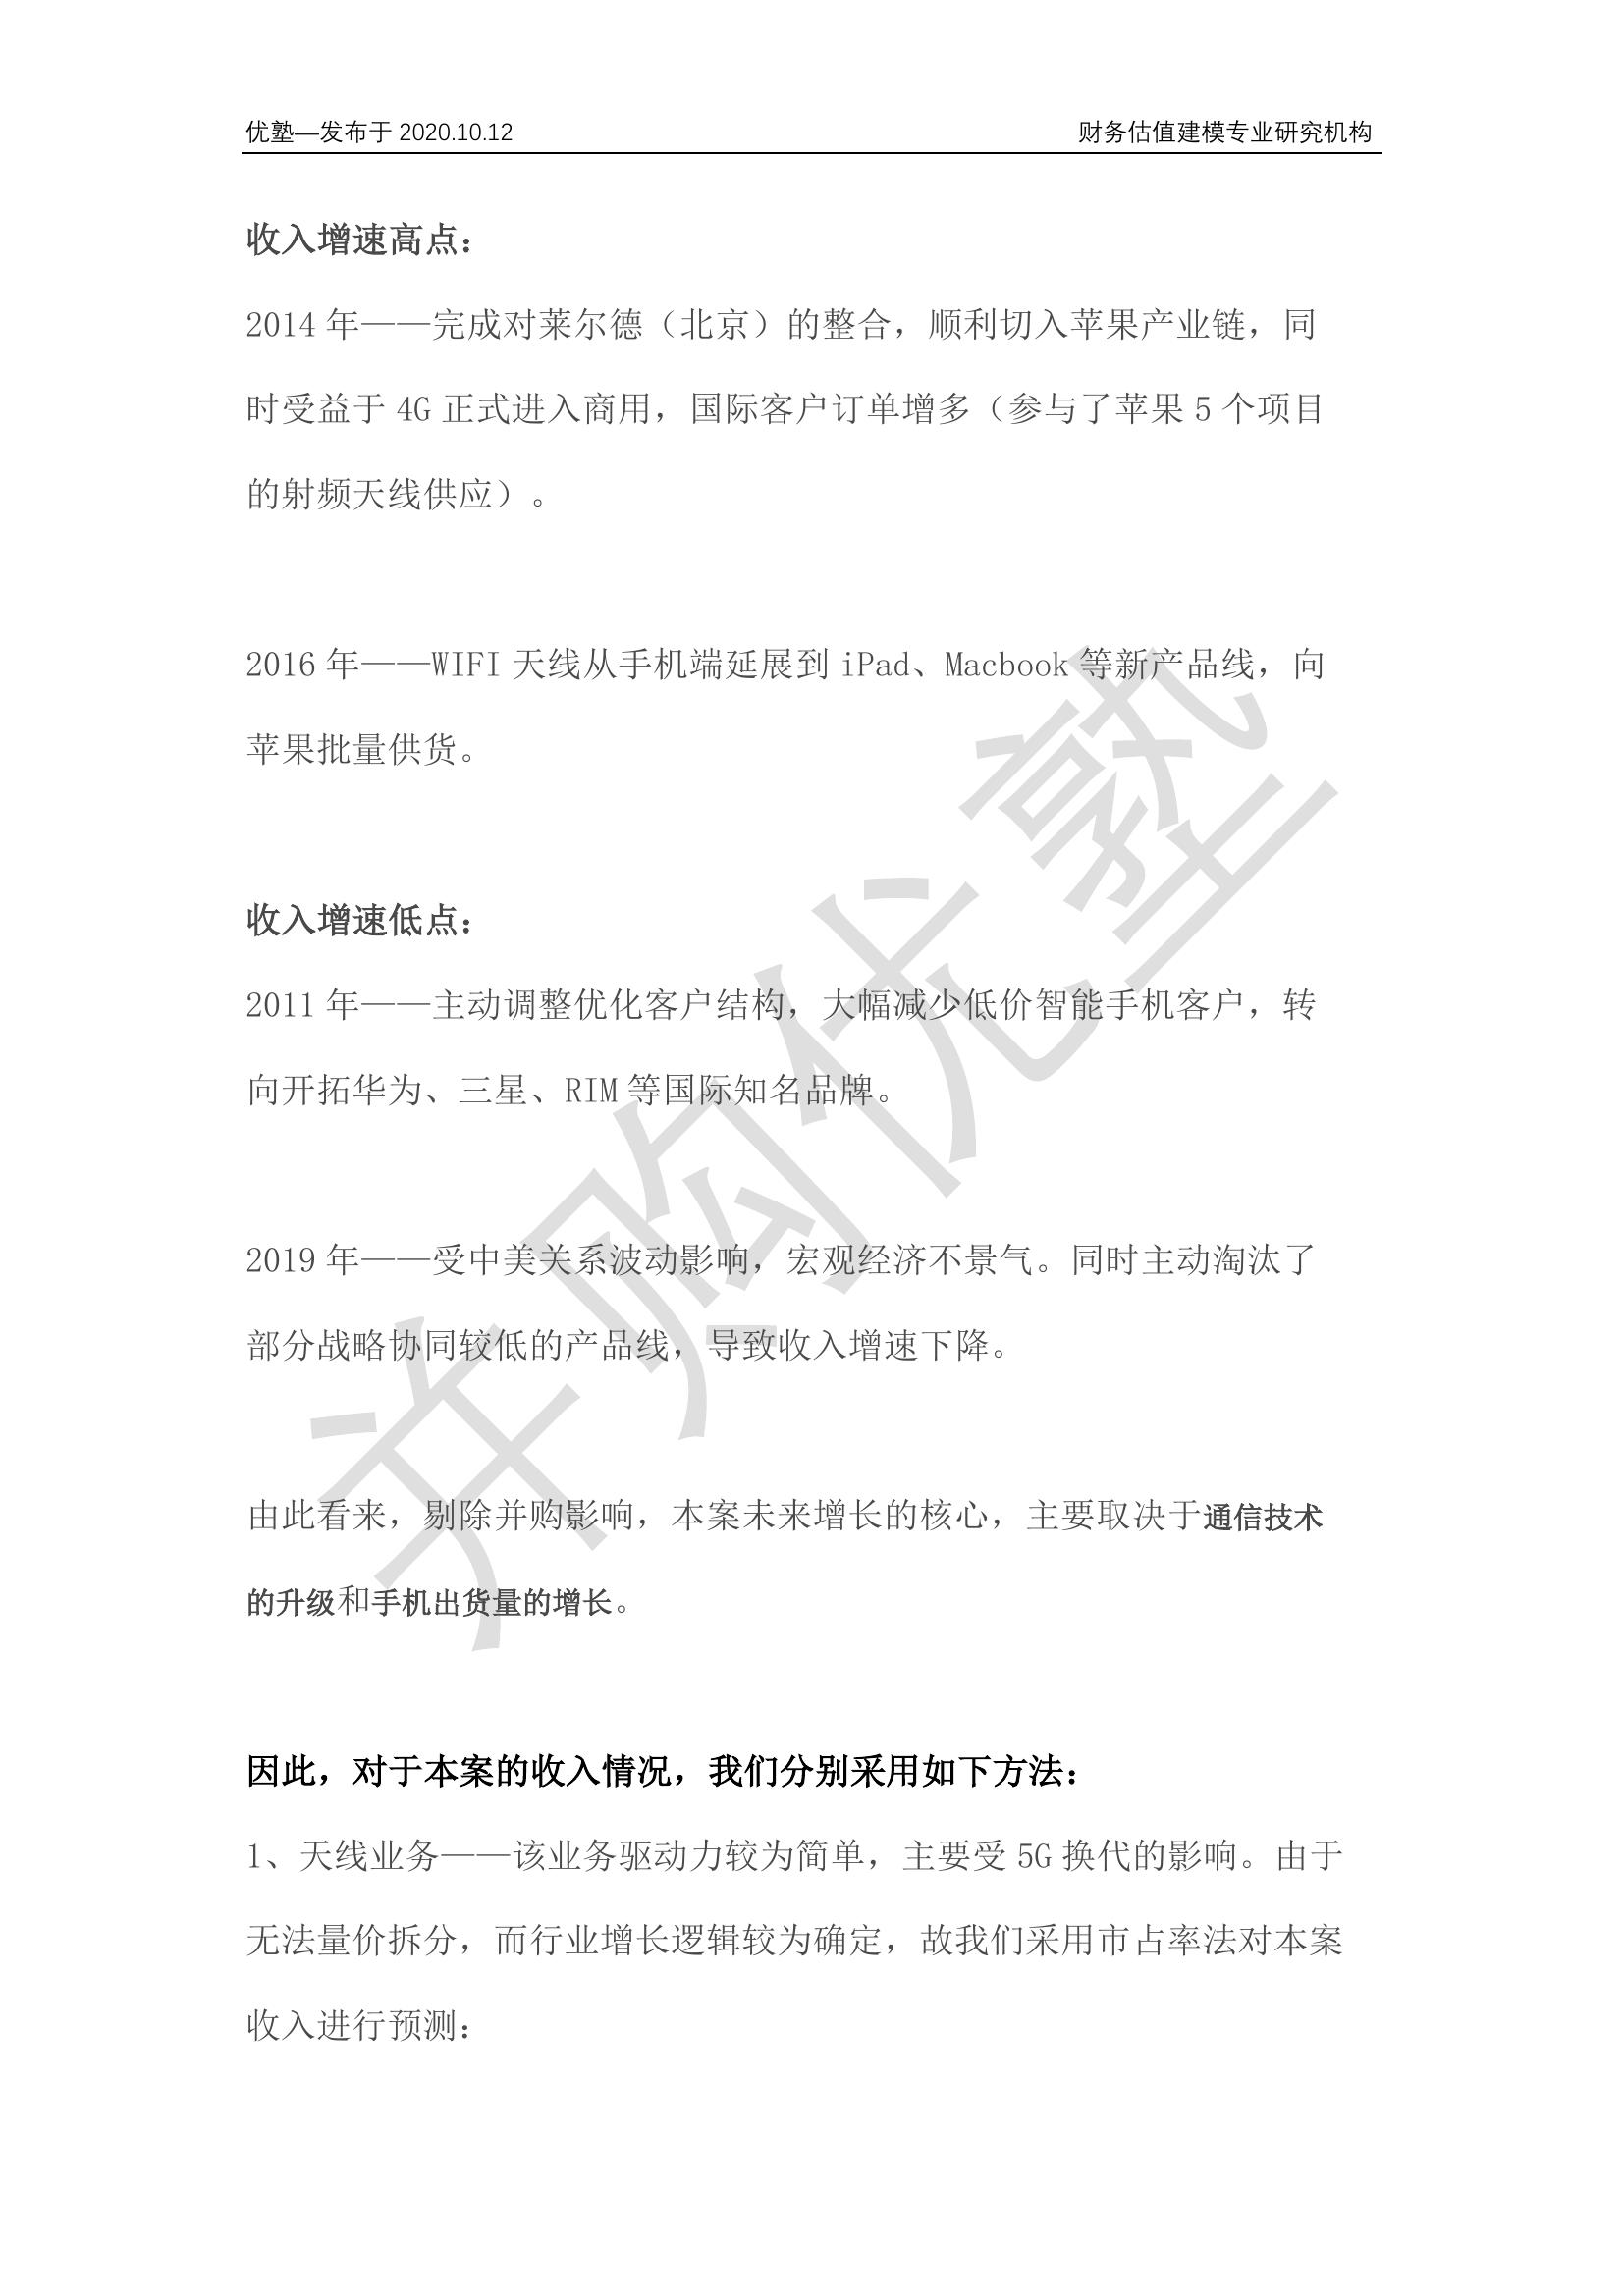 优塾—发布于 2020.10.12 财务估值建模专业研究机构
收入增速高点：
2014 年——完成对莱尔德（北京）的整合，顺利切入苹果产业链，同
时受益于 4G 正式进入商用，国际客户订单增多（参与了苹果 5 个项目
的射频天线供应）。
2016 年——WIFI 天线从手机端延展到 iPad、Macbook 等新产品线，向
苹果批量供货。
收入增速低点：
2011 年——主动调整优化客户结构，大幅减少低价智能手机客户，转
向开拓华为、三星、RIM 等国际知名品牌。
2019 年——受中美关系波动影响，宏观经济不景气。同时主动淘汰了
部分战略协同较低的产品线，导致收入增速下降。
由此看来，剔除并购影响，本案未来增长的核心，主要取决于通信技术
的升级和手机出货量的增长。
因此，对于本案的收入情况，我们分别采用如下方法：
1、天线业务——该业务驱动力较为简单，主要受 5G 换代的影响。由于
无法量价拆分，而行业增长逻辑较为确定，故我们采用市占率法对本案
收入进行预测：
并购优塾